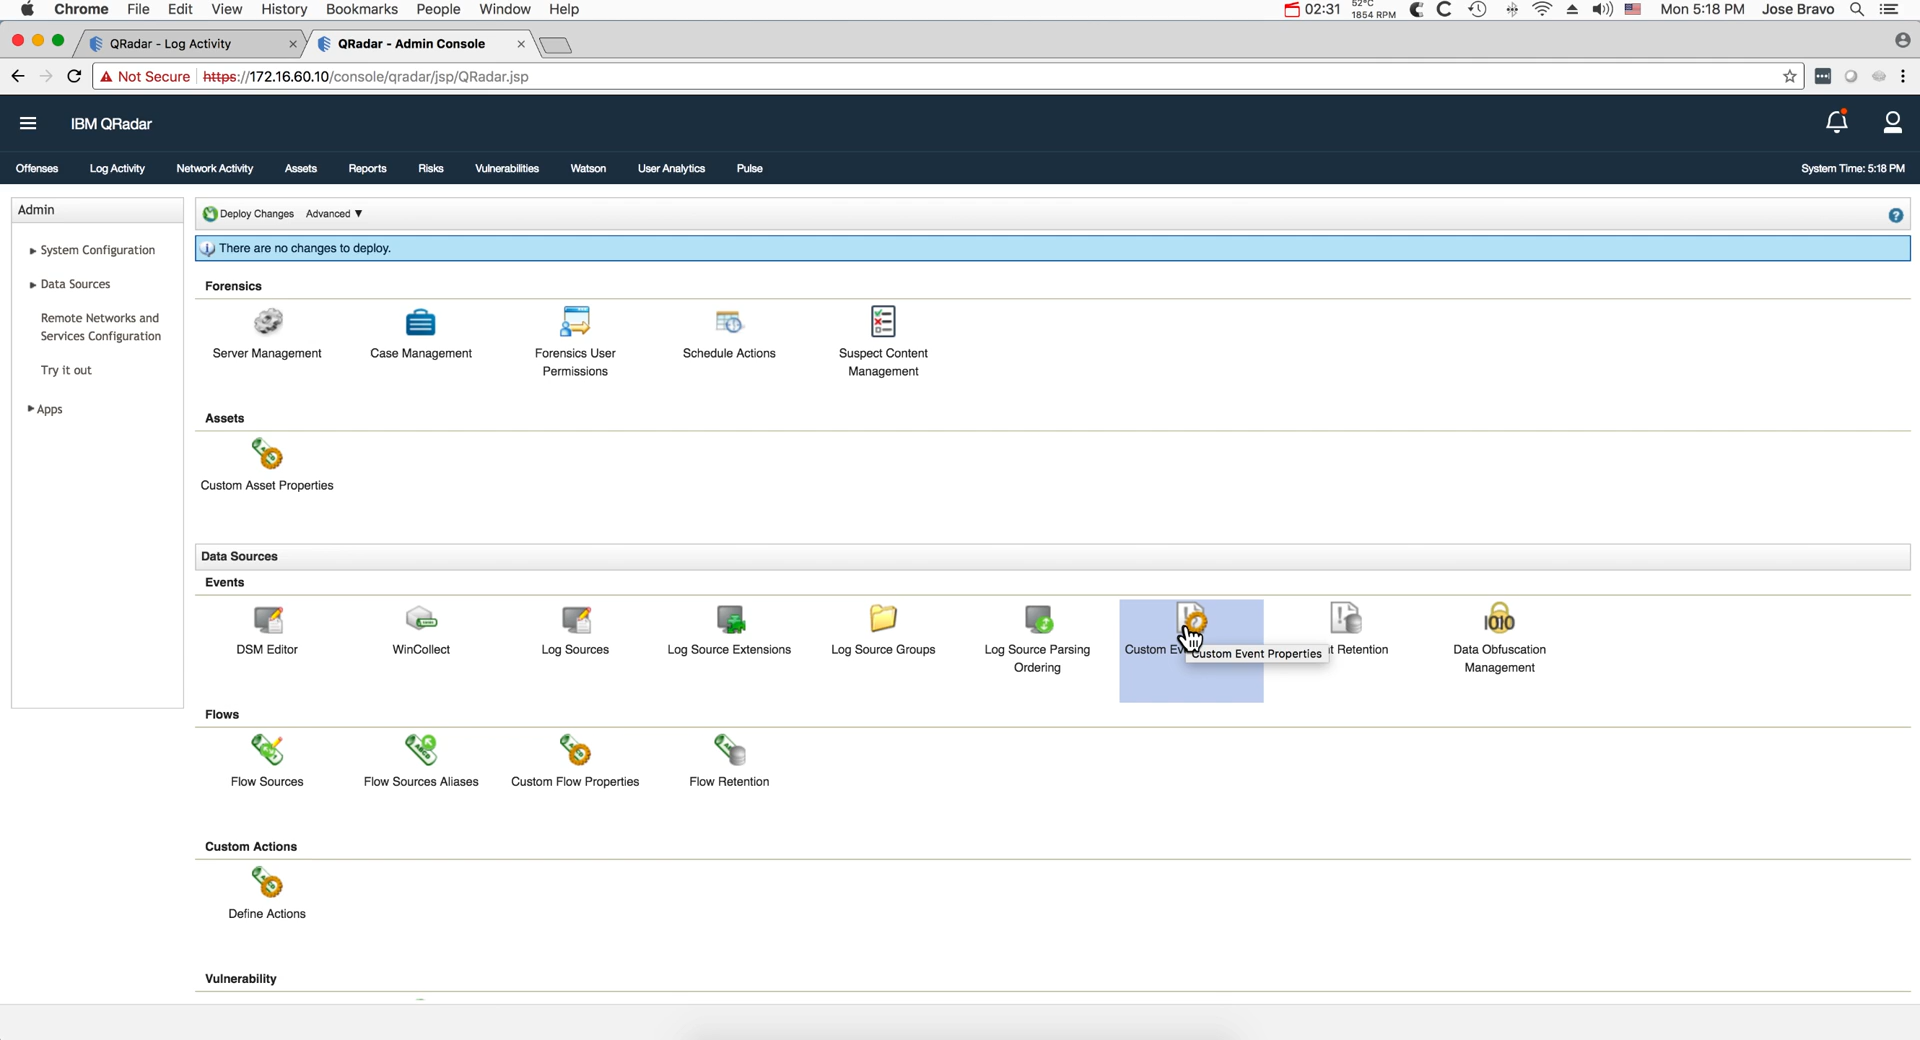 Chrome File Edit View History Bookmarks People Window Help 02:31 52°C 1854 RPM Mon 5:18 PM Jose Bravo
QRadar - Log Activity QRadar - Admin Console
Not Secure https://172.16.60.10/console/qradar/jsp/QRadar.jsp
IBM QRadar
Offenses Log Activity Network Activity Assets Reports Risks Vulnerabilities Watson User Analytics Pulse System Time: 5:18 PM
Admin
System Configuration
Data Sources
Remote Networks and
Services Configuration
Try it out
Apps
Deploy Changes Advanced ▼
There are no changes to deploy.
Forensics
Server Management
Case Management
Forensics User
Permissions
Schedule Actions
Suspect Content
Management
Assets
Custom Asset Properties
Data Sources
Events
DSM Editor
WinCollect
Log Sources
Log Source Extensions
Log Source Groups
Log Source Parsing
Ordering
Custom Ev
Custom Event Properties
t Retention
Data Obfuscation
Management
Flows
Flow Sources
Flow Sources Aliases
Custom Flow Properties
Flow Retention
Custom Actions
Define Actions
Vulnerability